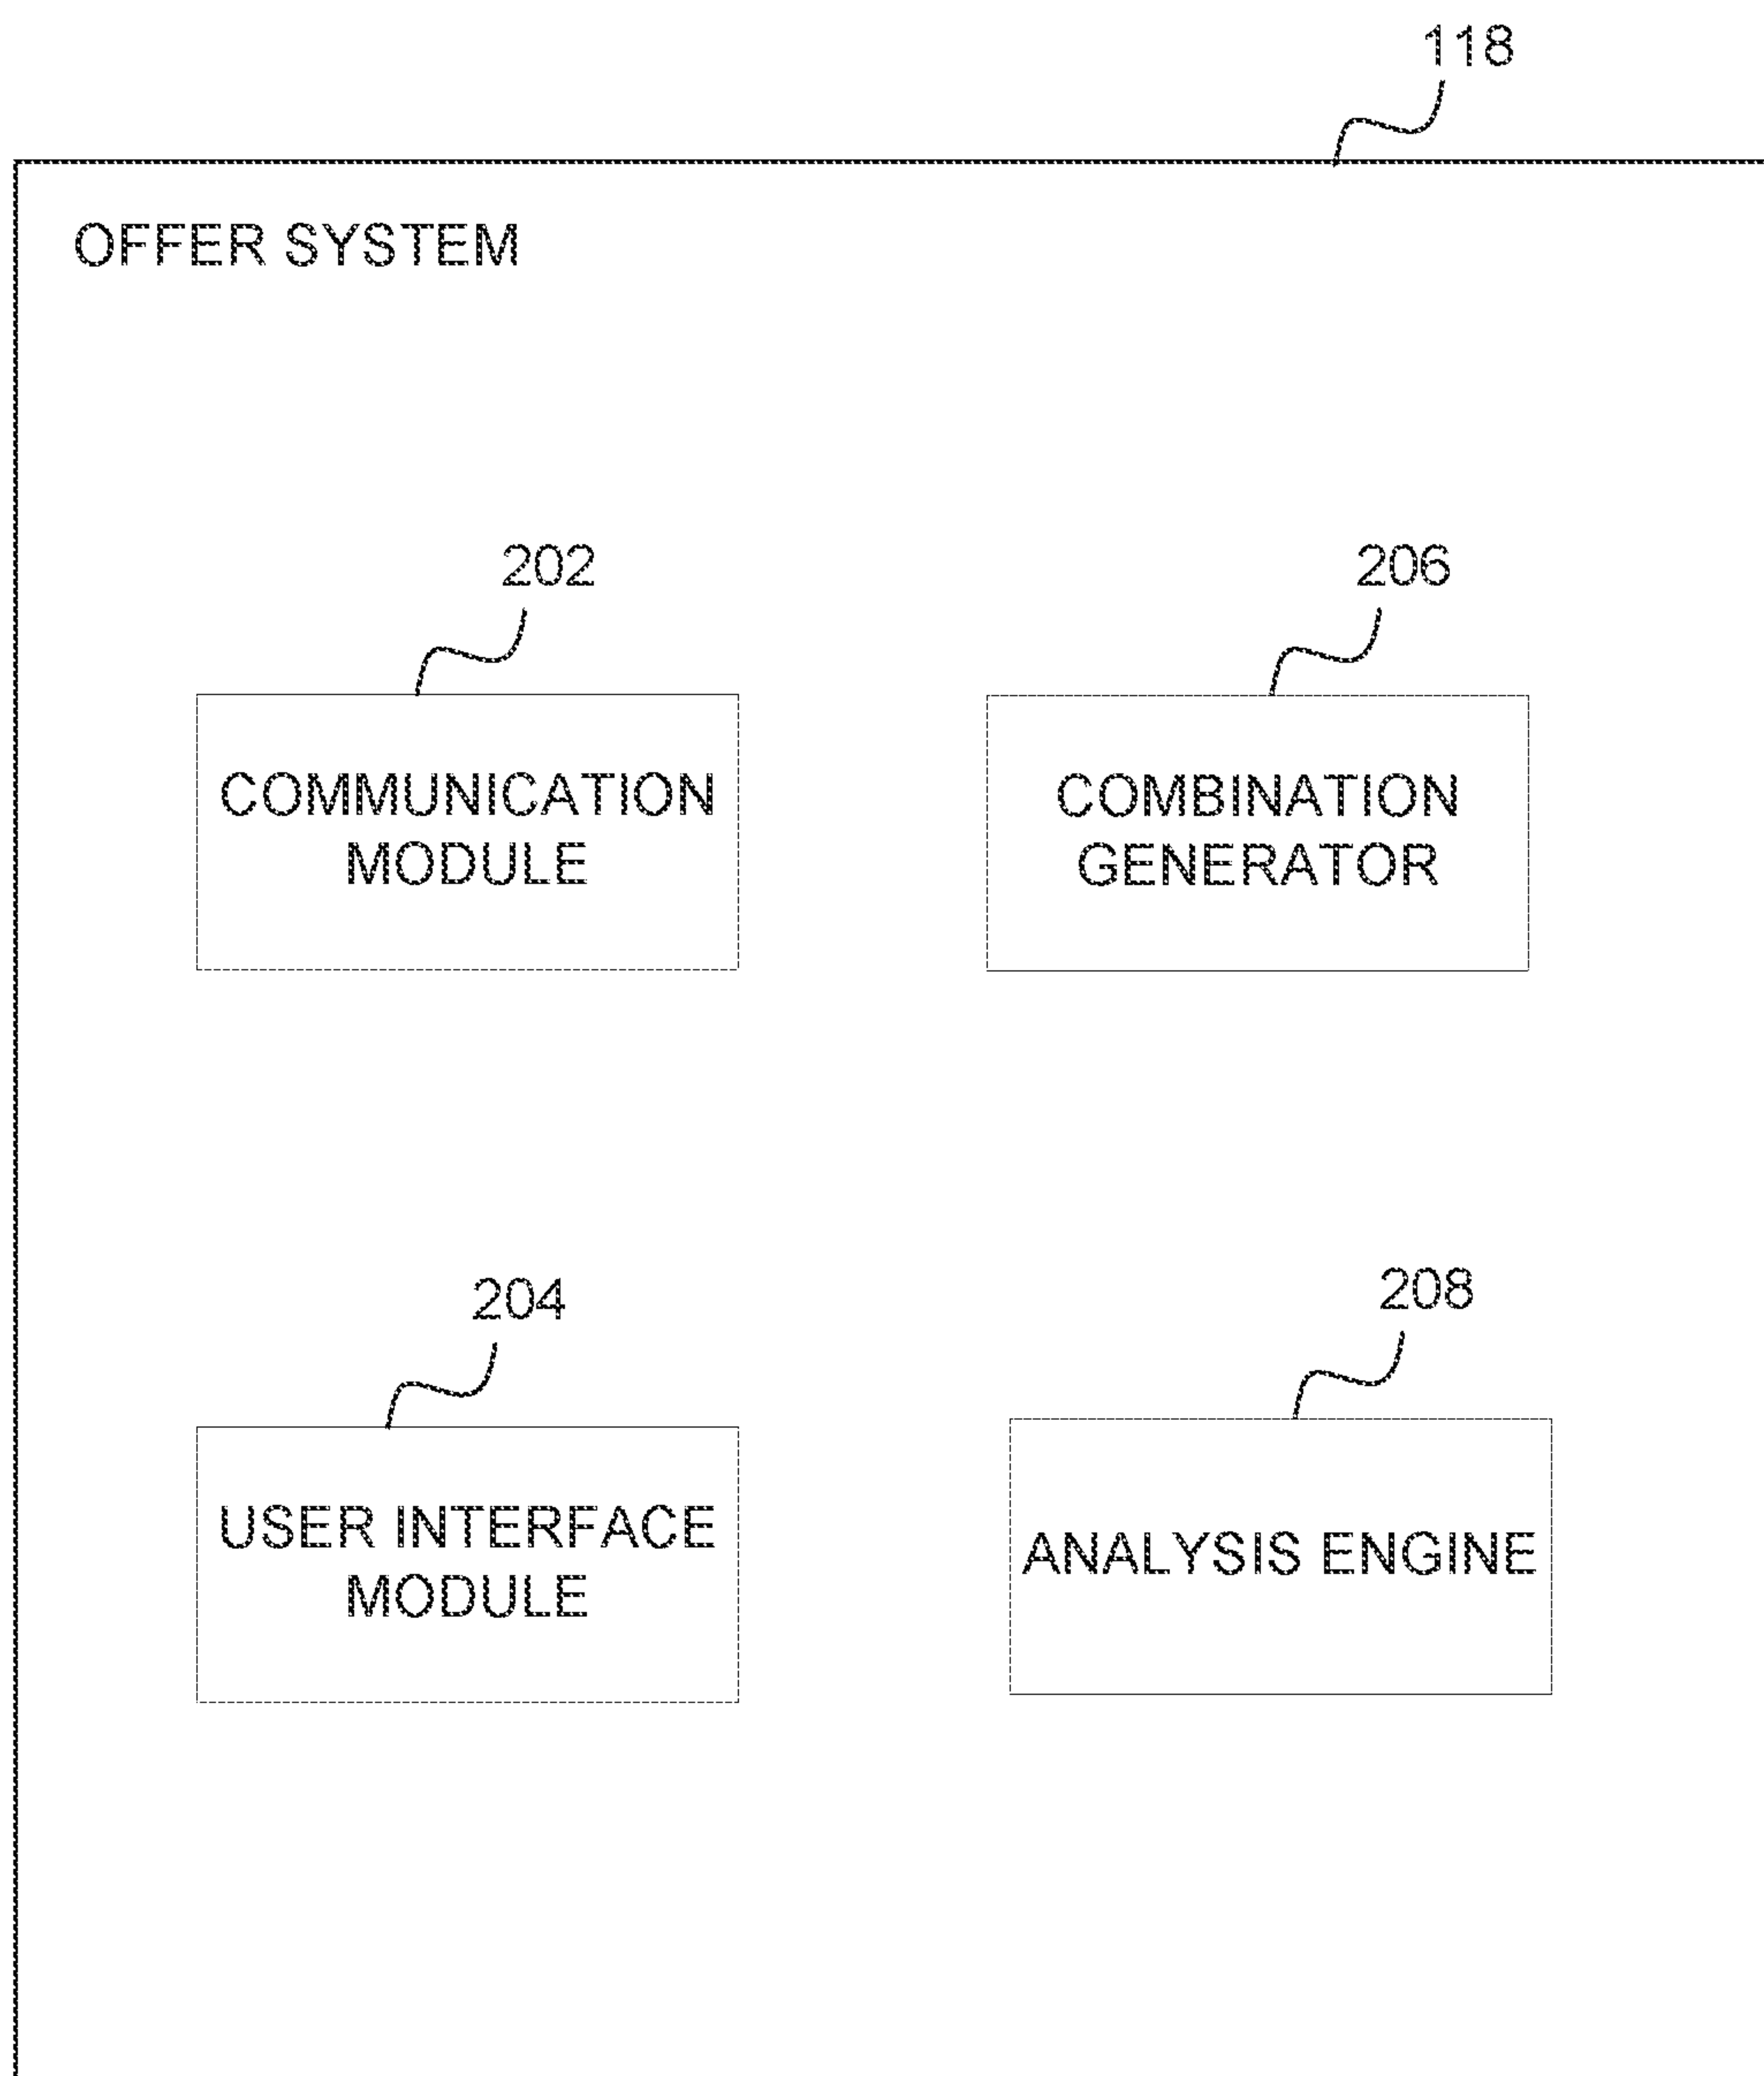 118
OFFER SYSTEM
202
206
COMMUNICATION
MODULE
COMBINATION
GENERATOR
204
208
USER INTERFACE
MODULE
ANALYSIS ENGINE